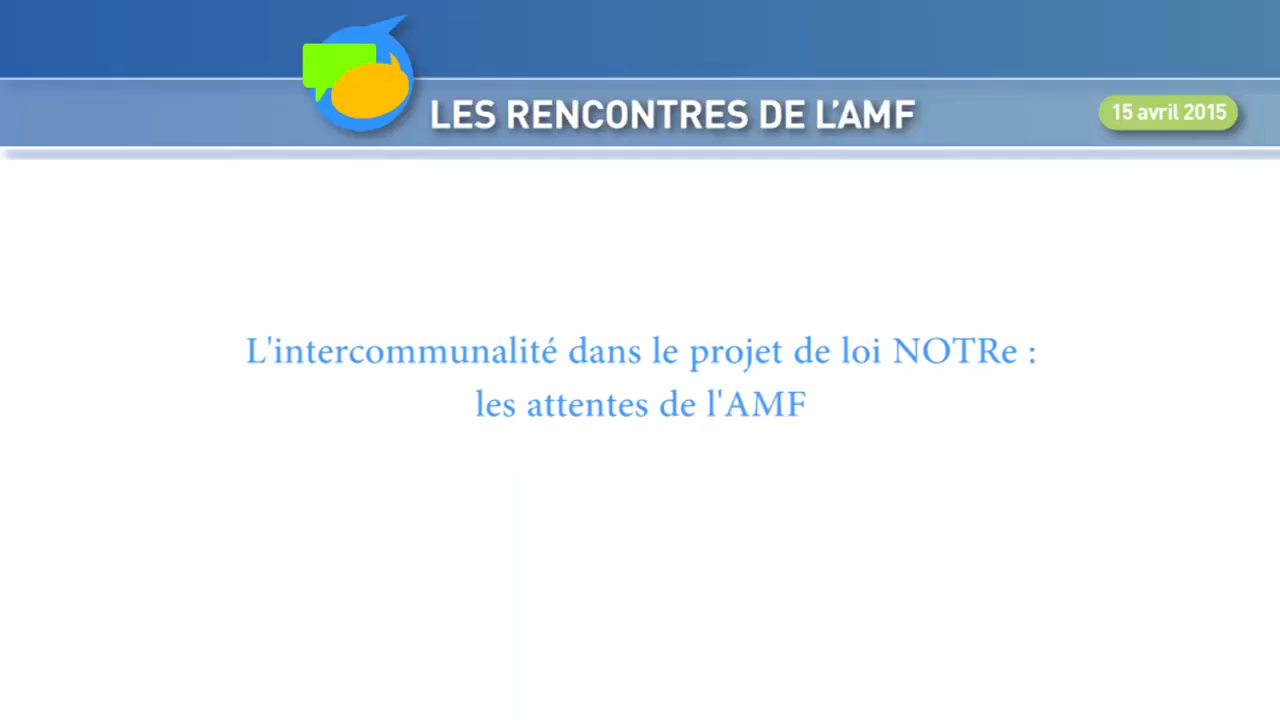 LES RENCONTRES DE L’AMF
15 avril 2015
L'intercommunalité dans le projet de loi NOTRe :
les attentes de l'AMF